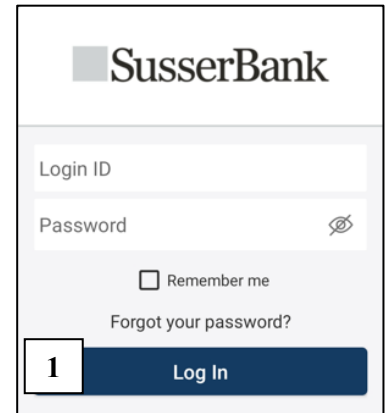 SusserBank
Login ID
Password
Remember me
Forgot your password?
1 Log In